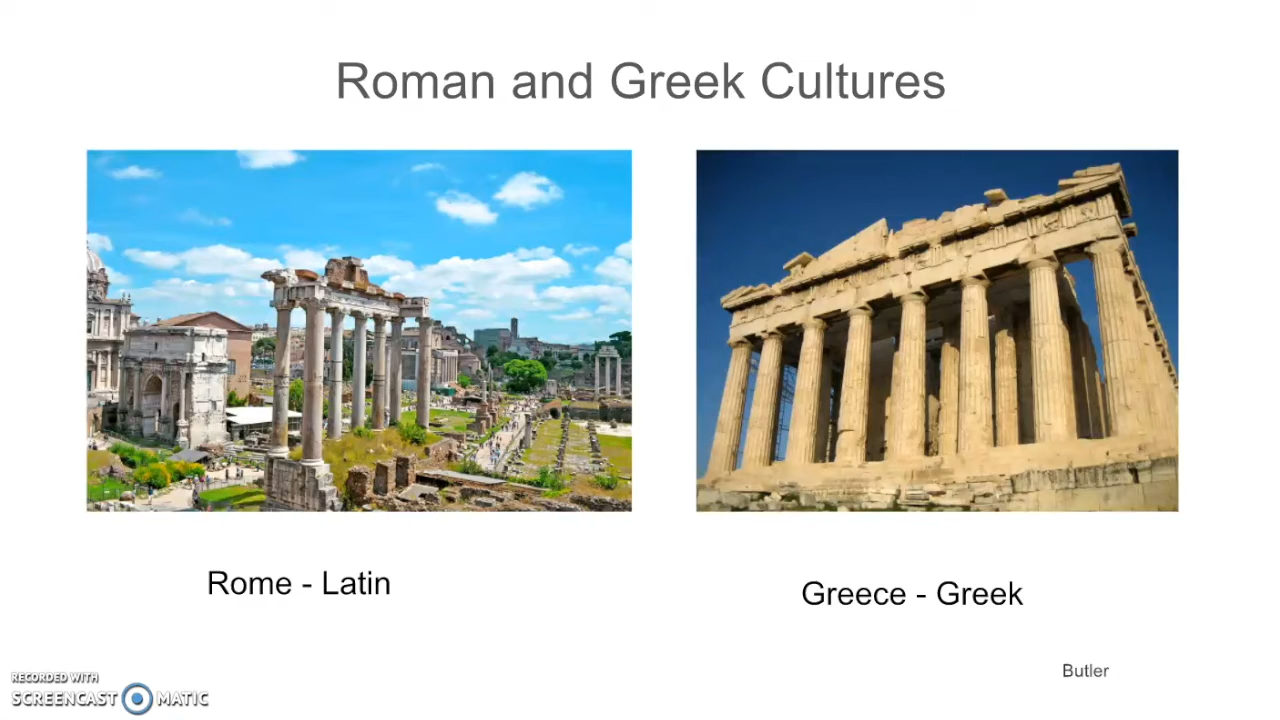 Roman and Greek Cultures
Rome - Latin
Greece - Greek
Butler
RECORDED WITH
SCREENCAST MATIC